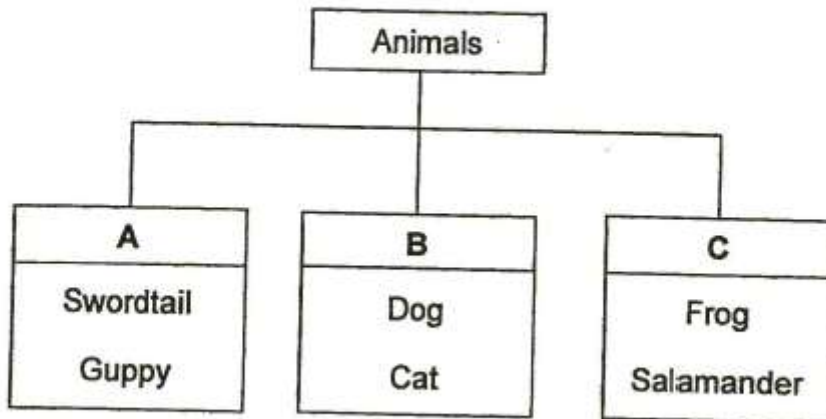 Animals
A
Swordtail
Guppy
B
Dog
Cat
C
Frog
Salamander